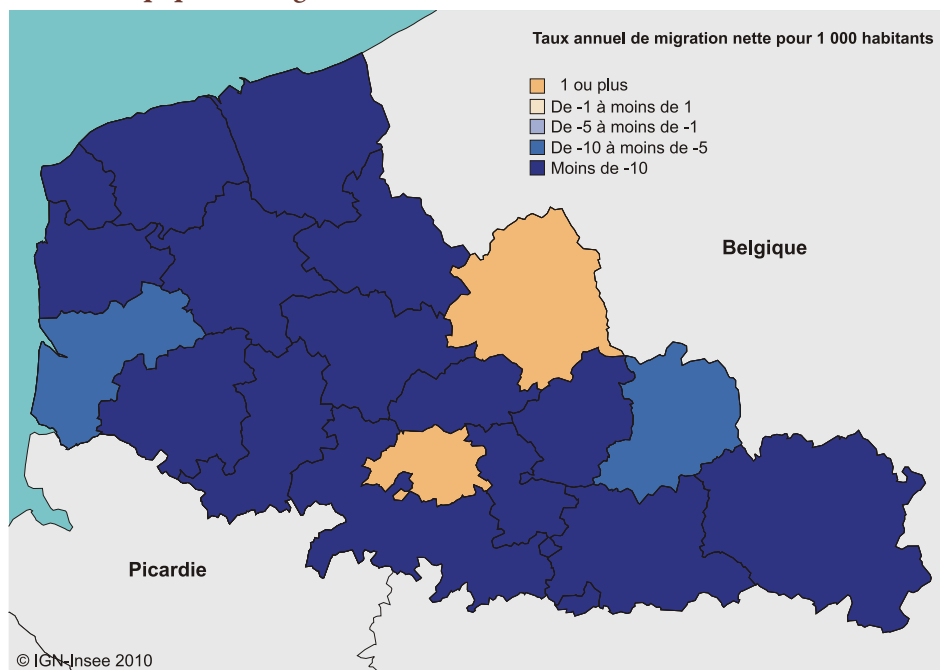 Taux annuel de migration nette pour 1 000 habitants
1 ou plus
De -1 à moins de 1
De -5 à moins de -1
De -10 à moins de -5
Moins de -10
Belgique
Picardie
© IGN-Insee 2010